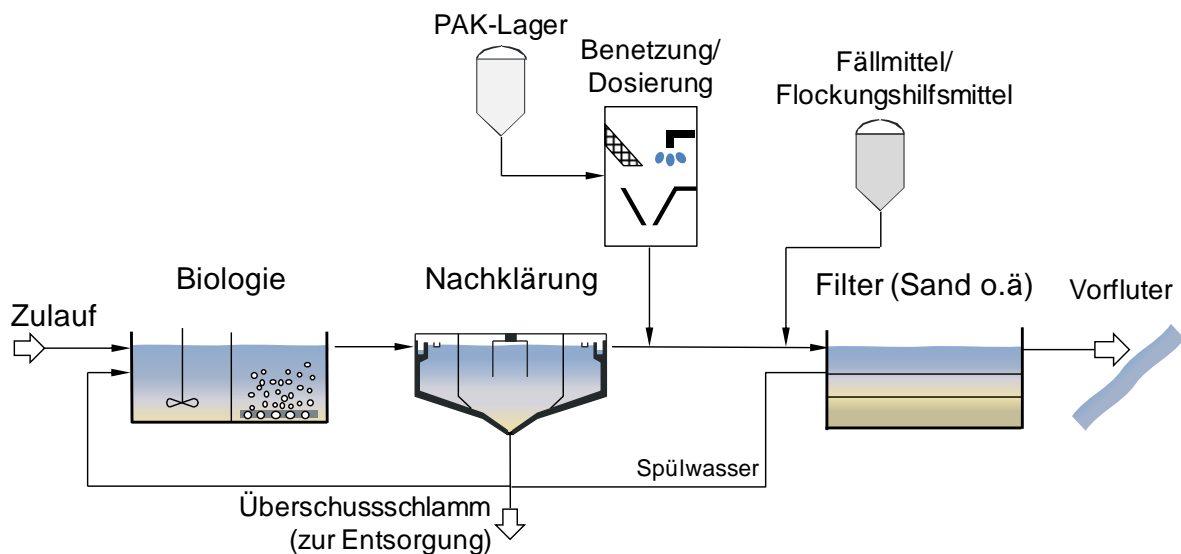 PAK-Lager
Benetzung/
Dosierung
Fällmittel/
Flockungshilfsmittel
Biologie
Nachklärung
Filter (Sand o.ä)
Vorfluter
Zulauf
Spülwasser
Überschussschlamm
(zur Entsorgung)